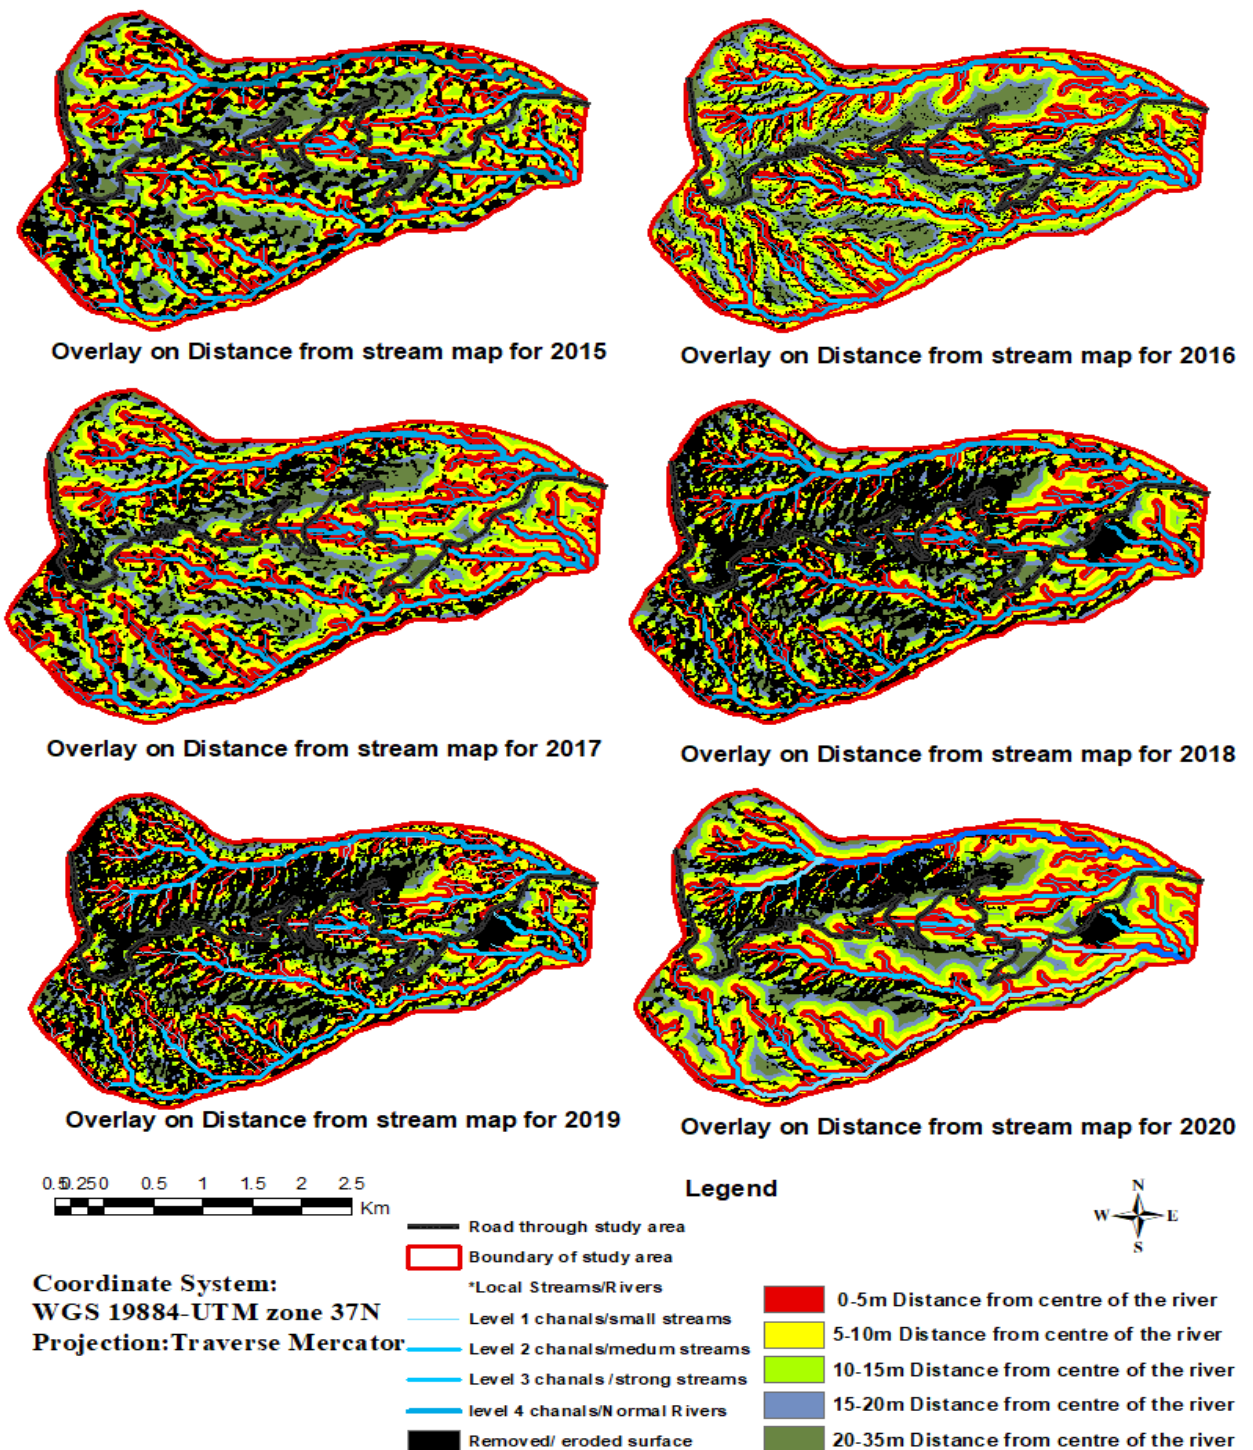 Overlay on Distance from stream map for 2015
Overlay on Distance from stream map for 2016
Overlay on Distance from stream map for 2017
Overlay on Distance from stream map for 2018
Overlay on Distance from stream map for 2019
Overlay on Distance from stream map for 2020
0.50.250 0.5 1 1.5 2 2.5
Km
Coordinate System:
WGS 19884-UTM zone 37N
Projection:Traverse Mercator
Legend
Road through study area
Boundary of study area
*Local Streams/Rivers
Level 1 chanals/small streams
Level 2 chanals/medum streams
Level 3 chanals /strong streams
level 4 chanals/Normal Rivers
Removed/ eroded surface
0-5m Distance from centre of the river
5-10m Distance from centre of the river
10-15m Distance from centre of the river
15-20m Distance from centre of the river
20-35m Distance from centre of the river
N
W E
S